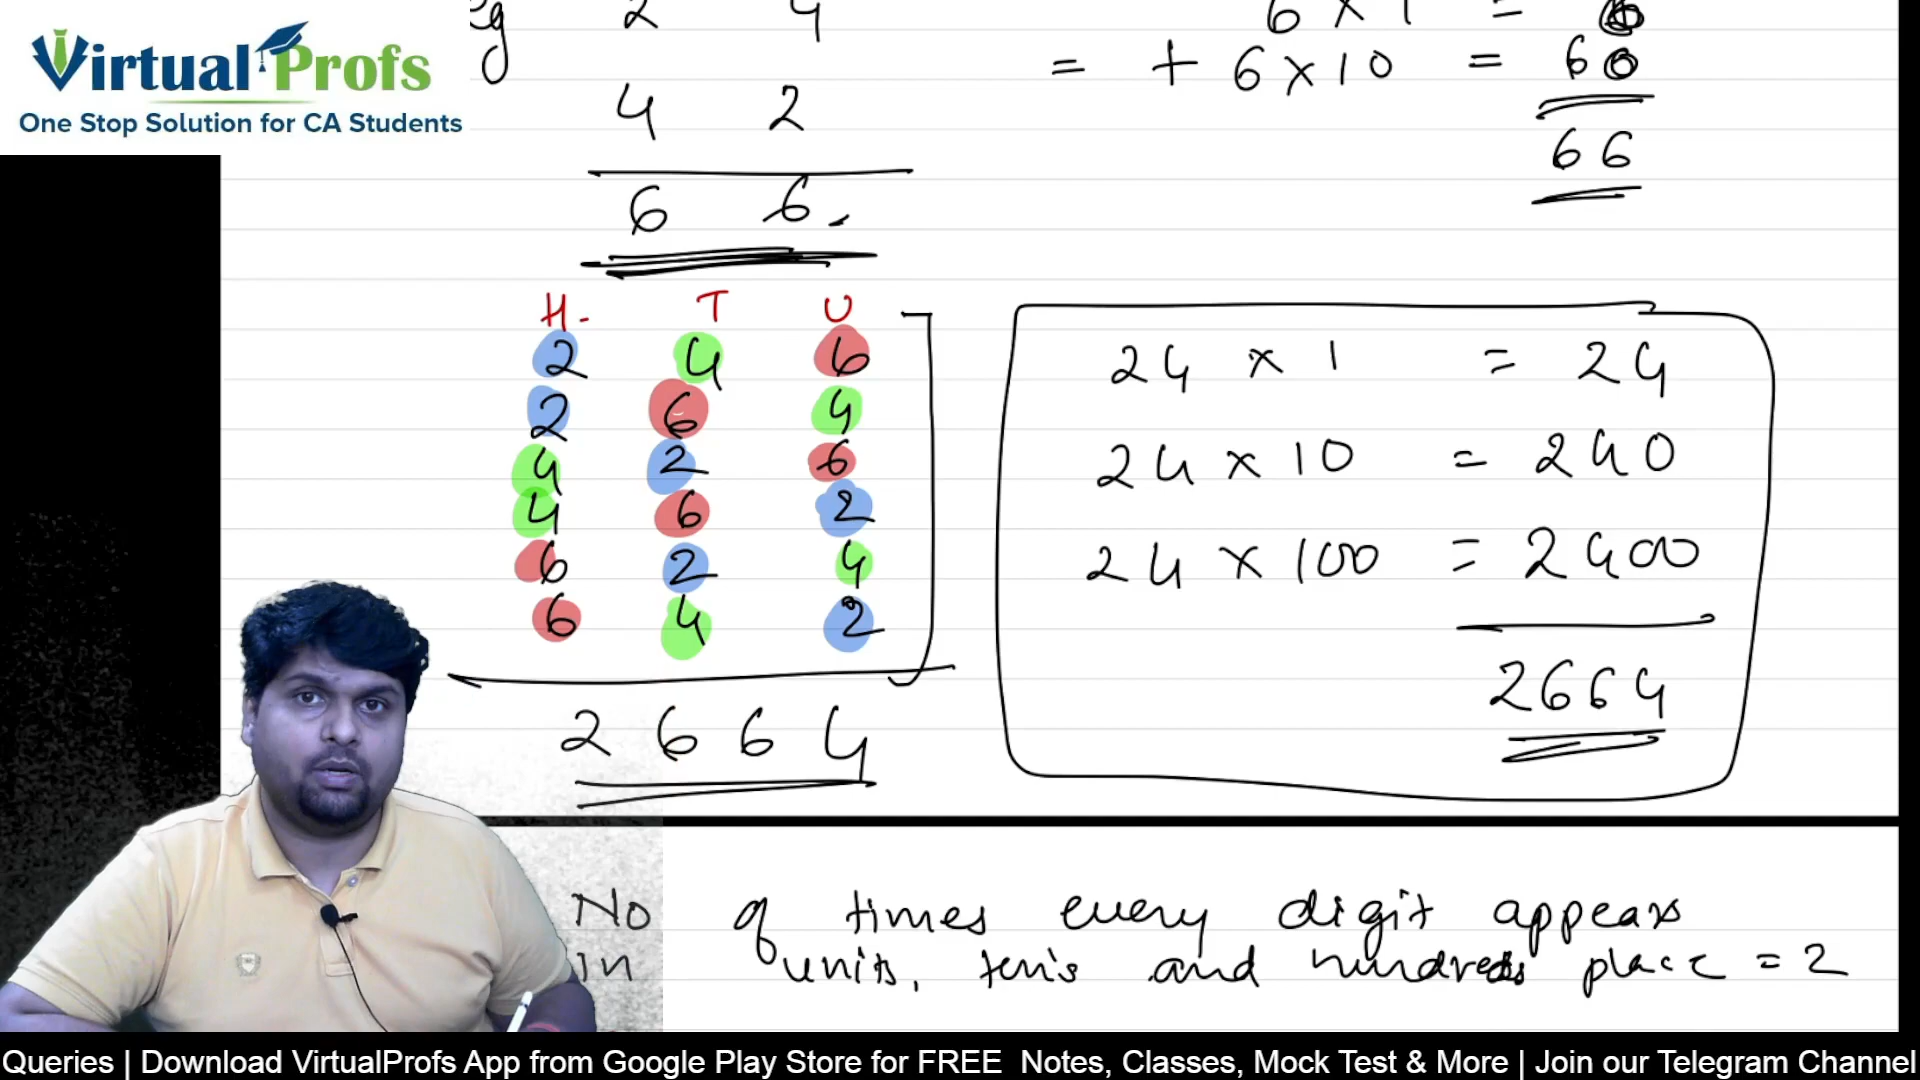 Virtual Profs
One Stop Solution for CA Students
eg 2 4
4 2
6 6.
6 x 1 = 6
= + 6 x 10 = 60
66
H. T U
2 4 6
2 6 4
4 2 6
4 6 2
6 2 4
6 4 2
2 6 6 4
24 x 1 = 24
24 x 10 = 240
24 x 100 = 2400
2664
No of times every digit appears
in units, ten's and hundreds place = 2
Queries | Download VirtualProfs App from Google Play Store for FREE Notes, Classes, Mock Test & More | Join our Telegram Channel